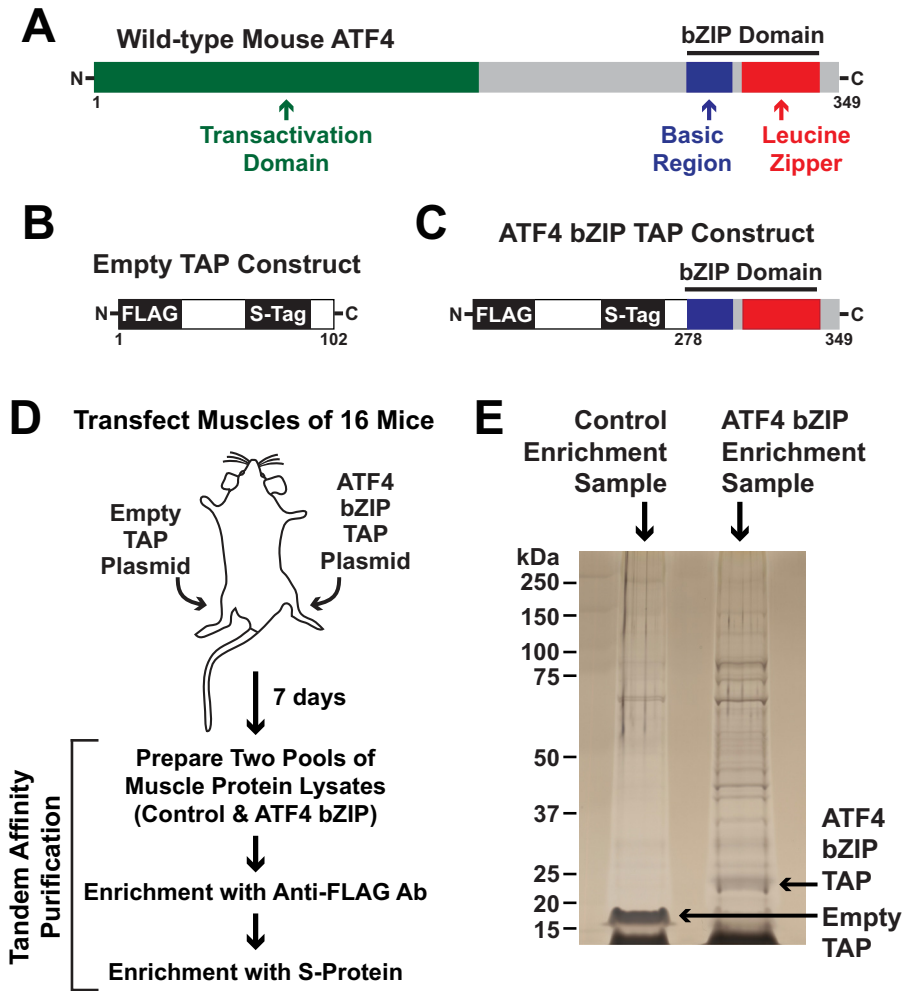 A
Wild-type Mouse ATF4
bZIP Domain
N
C
1
349
Transactivation
Domain
Basic
Region
Leucine
Zipper
B
Empty TAP Construct
N
FLAG
S-Tag
C
1
102
C
ATF4 bZIP TAP Construct
bZIP Domain
N
FLAG
S-Tag
C
278
349
D
Transfect Muscles of 16 Mice
Empty
TAP
Plasmid
ATF4
bZIP
TAP
Plasmid
7 days
Tandem Affinity
Purification
Prepare Two Pools of
Muscle Protein Lysates
(Control & ATF4 bZIP)
Enrichment with Anti-FLAG Ab
Enrichment with S-Protein
E
Control
Enrichment
Sample
ATF4 bZIP
Enrichment
Sample
kDa
250
150
100
75
50
37
25
20
15
ATF4
bZIP
TAP
Empty
TAP